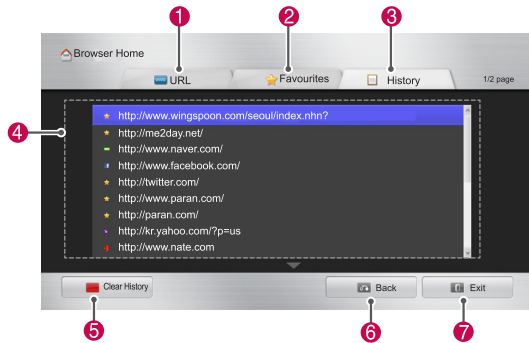 1 2 3
Browser Home
URL Favourites History 1/2 page
4
http://www.wingspoon.com/seoul/index.nhn?
http://me2day.net/
http://www.naver.com/
http://www.facebook.com/
http://twitter.com/
http://www.paran.com/
http://paran.com/
http://kr.yahoo.com/?p=us
http://www.nate.com
Clear History Back Exit
5 6 7